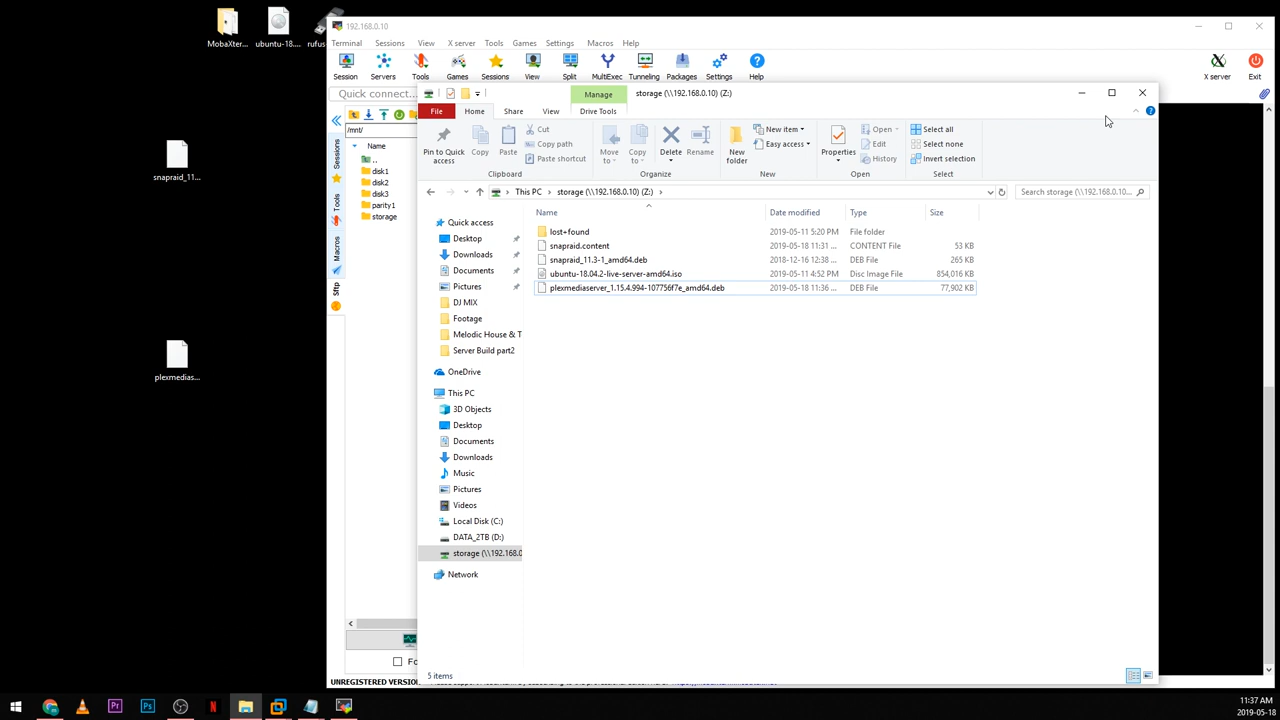 MobaXter...
ubuntu-18....
rufus
snapraid_11...
plexmedias...
192.168.0.10
Terminal Sessions View X server Tools Games Settings Macros Help
Session Servers Tools Games Sessions View Split MultiExec Tunneling Packages Settings Help X server Exit
Quick connect...
/mnt/
Name
..
disk1
disk2
disk3
parity1
storage
Sessions
Tools
Macros
Sftp
UNREGISTERED VERSION
Manage storage (\\192.168.0.10) (Z:)
File Home Share View Drive Tools
Pin to Quick access
Copy
Paste
Cut
Copy path
Paste shortcut
Clipboard
Move to
Copy to
Delete
Rename
Organize
New folder
New item
Easy access
New
Properties
Open
Edit
History
Open
Select all
Select none
Invert selection
Select
This PC storage (\\192.168.0.10) (Z:)
Search storage (\\192.168.0.10...
Quick access
Desktop
Downloads
Documents
Pictures
DJ MIX
Footage
Melodic House & T
Server Build part2
OneDrive
This PC
3D Objects
Desktop
Documents
Downloads
Music
Pictures
Videos
Local Disk (C:)
DATA_2TB (D:)
storage (\\192.168.0
Network
Name Date modified Type Size
lost+found 2019-05-11 5:20 PM File folder
snapraid.content 2019-05-18 11:31 ... CONTENT File 53 KB
snapraid_11.3-1_amd64.deb 2018-12-16 12:38 ... DEB File 265 KB
ubuntu-18.04.2-live-server-amd64.iso 2019-05-11 4:52 PM Disc Image File 854,016 KB
plexmediaserver_1.15.4.994-107756f7e_amd64.deb 2019-05-18 11:36 ... DEB File 77,902 KB
5 items
11:37 AM
2019-05-18